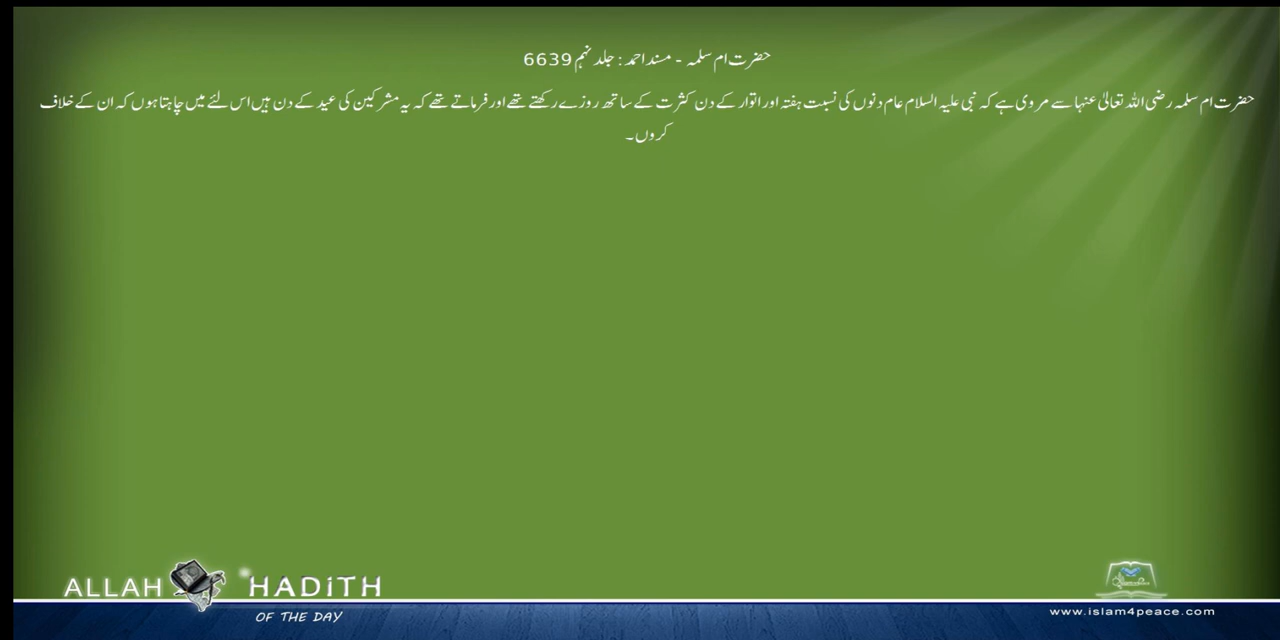 حضرت ام سلمہ - مسند احمد : جلد نہم 6639
حضرت ام سلمہ رضی اللہ تعالیٰ عنہا سے مروی ہے کہ نبی علیہ السلام عام دنوں کی نسبت ہفتہ اور اتوار کے دن کثرت کے ساتھ روزے رکھتے تھے اور فرماتے تھے کہ یہ مشرکین کی عید کے دن ہیں اس لئے میں چاہتا ہوں کہ ان کے خلاف
کروں۔
ALLAH HADITH
OF THE DAY
www.islam4peace.com